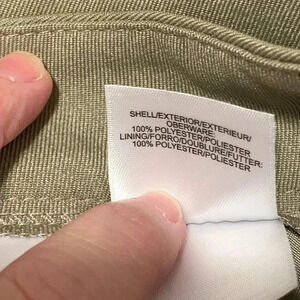 SHELL/EXTERIOR/EXTERIEUR/
OBERWARE:
100% POLYESTER/POLIESTER
LINING/FORRO/DOUBLURE/FUTTER:
100% POLYESTER/POLIESTER